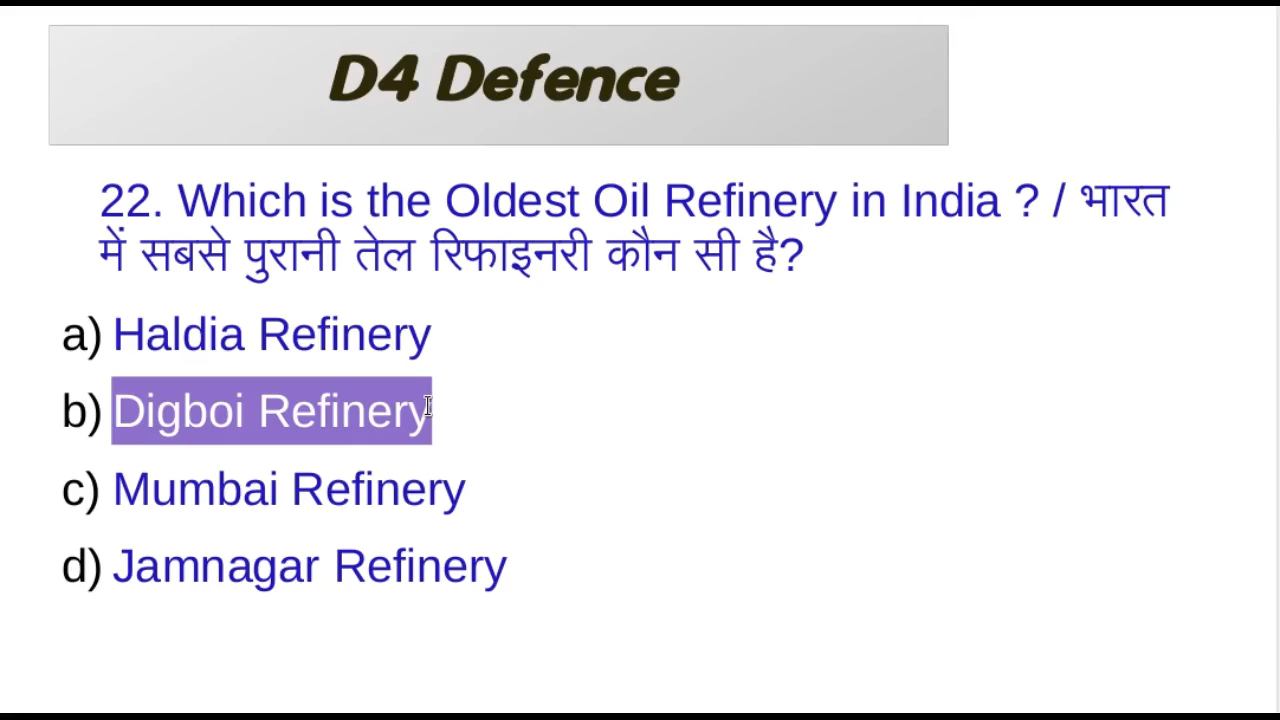 D4 Defence
22. Which is the Oldest Oil Refinery in India ? / भारत
में सबसे पुरानी तेल रिफाइनरी कौन सी है?
a) Haldia Refinery
b) Digboi Refinery
c) Mumbai Refinery
d) Jamnagar Refinery